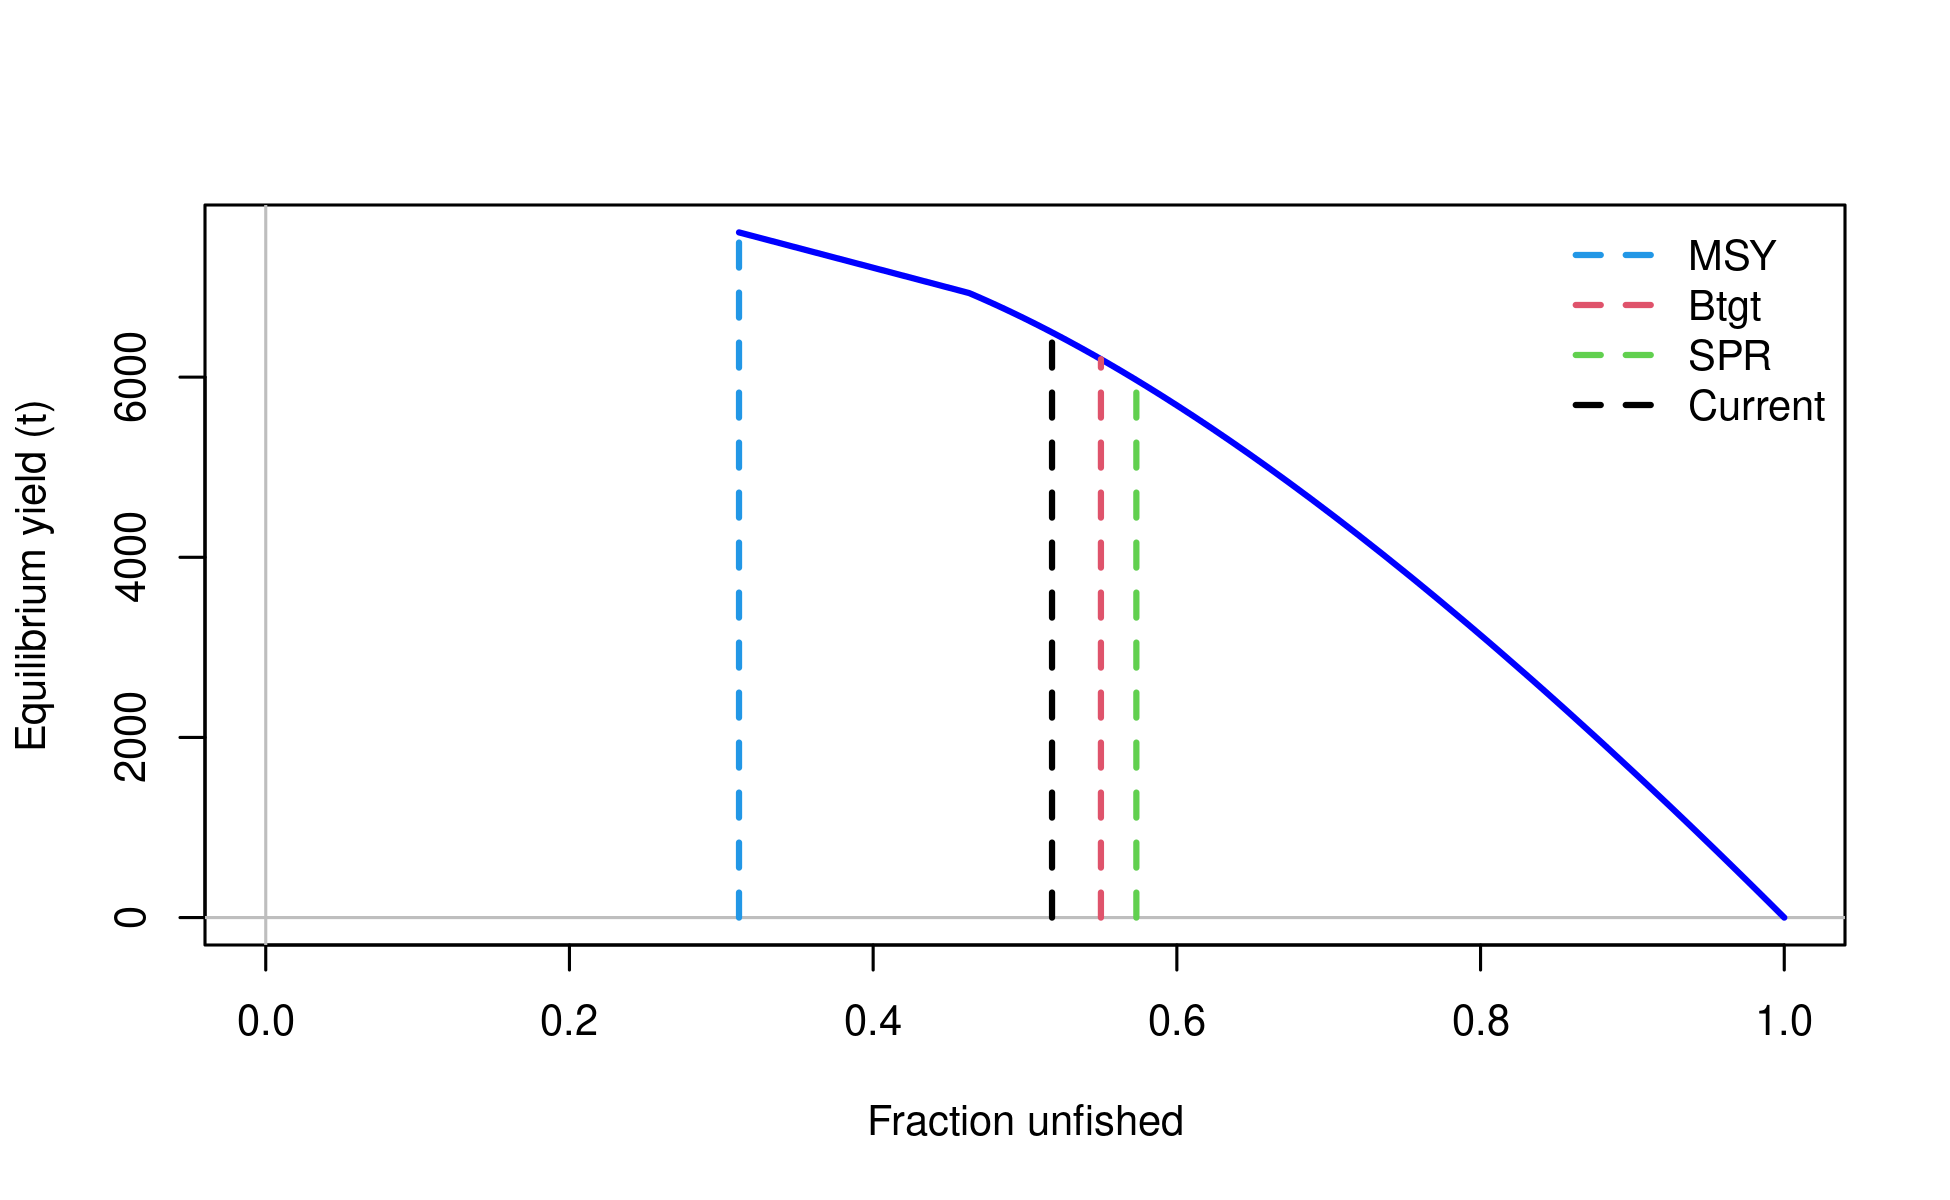 MSY
Btgt
SPR
Current
Equilibrium yield (t)
6000
4000
2000
0
0.0 0.2 0.4 0.6 0.8 1.0
Fraction unfished